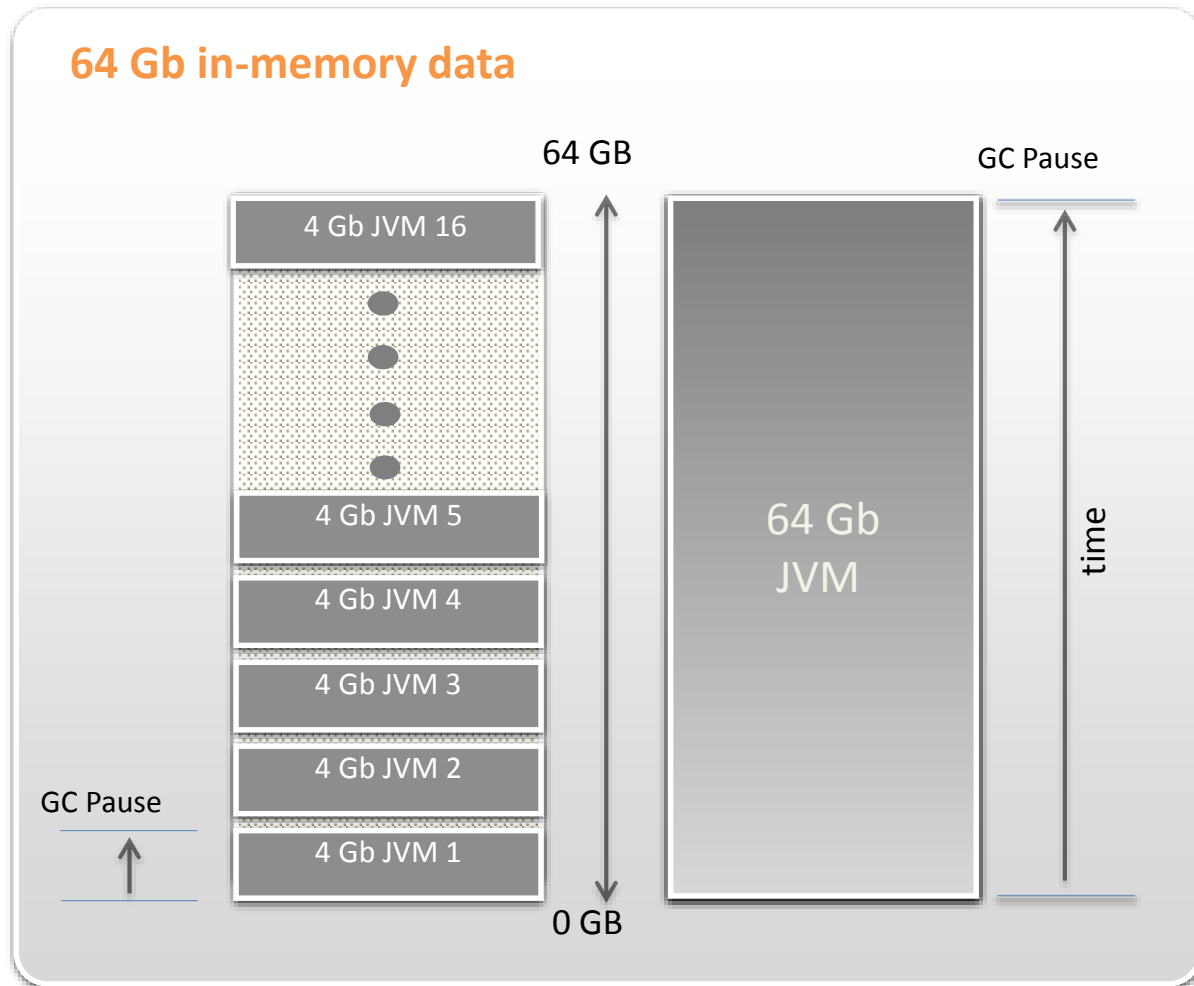 64 Gb in-memory data
64 GB
GC Pause
4 Gb JVM 16
4 Gb JVM 5
64 Gb
JVM
time
4 Gb JVM 4
4 Gb JVM 3
4 Gb JVM 2
GC Pause
4 Gb JVM 1
0 GB